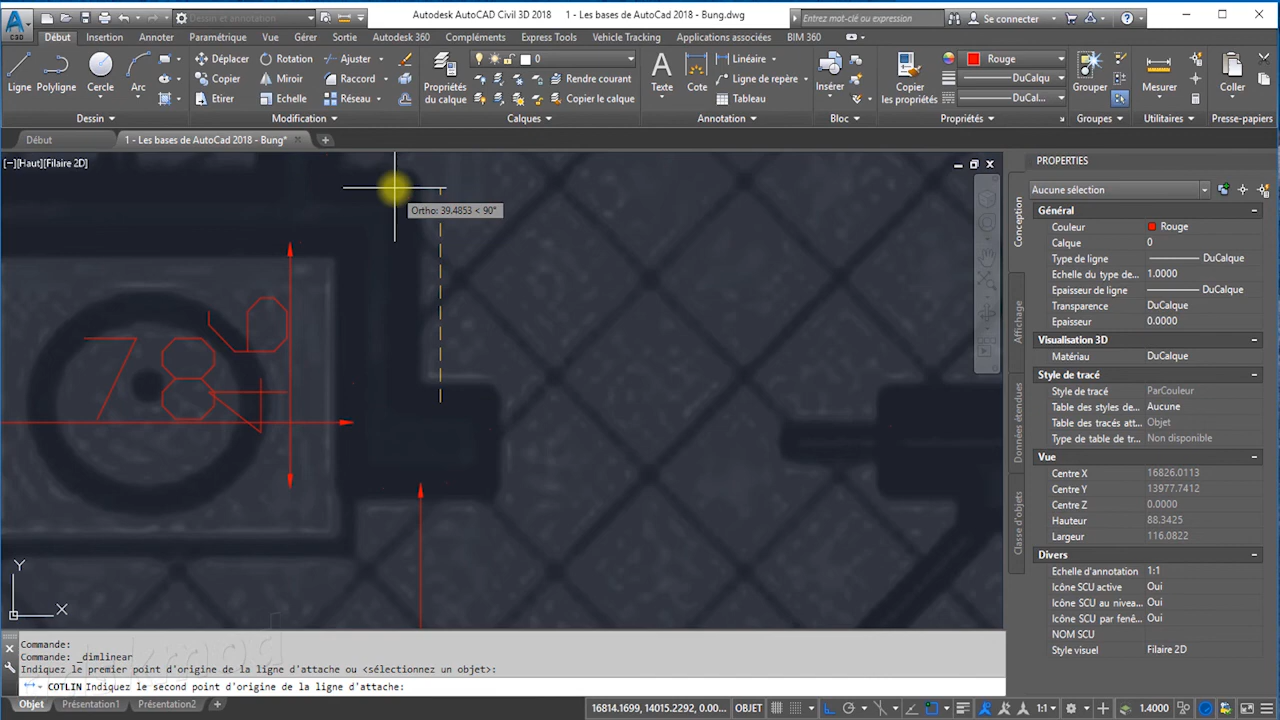 C3D
Dessin et annotation
Autodesk AutoCAD Civil 3D 2018 1 - Les bases de AutoCad 2018 - Bung.dwg
Entrez mot-clé ou expression
Se connecter
Début Insertion Annoter Paramétrique Vue Gérer Sortie Autodesk 360 Compléments Express Tools Vehicle Tracking Applications associées BIM 360
Ligne Polyligne Cercle Arc
Déplacer Rotation Ajuster
Copier Miroir Raccord
Etirer Echelle Réseau
Propriétés du calque
0
Rendre courant
Copier le calque
Texte Cote
Linéaire
Ligne de repère
Tableau
Insérer
Copier les propriétés
Rouge
DuCalqu
DuCal...
Grouper
Mesurer
Coller
Dessin Modification Calques Annotation Bloc Propriétés Groupes Utilitaires Presse-papiers
Début 1 - Les bases de AutoCad 2018 - Bung*
[−][Haut][Filaire 2D]
Ortho: 39.4853 < 90°
78
PROPERTIES
Aucune sélection
Conception
Affichage
Données étendues
Classe d'objets
Général
Couleur Rouge
Calque 0
Type de ligne DuCalque
Echelle du type de... 1.0000
Epaisseur de ligne DuCalque
Transparence DuCalque
Epaisseur 0.0000
Visualisation 3D
Matériau DuCalque
Style de tracé
Style de tracé ParCouleur
Table des styles de... Aucune
Table des tracés att... Objet
Type de table de tr... Non disponible
Vue
Centre X 16826.0113
Centre Y 13977.7412
Centre Z 0.0000
Hauteur 88.3425
Largeur 116.0822
Divers
Echelle d'annotation 1:1
Icône SCU active Oui
Icône SCU au nivea... Oui
Icône SCU par fenê... Oui
NOM SCU
Style visuel Filaire 2D
Y
X
Commande:
Commande: _dimlinear
Indiquez le premier point d'origine de la ligne d'attache ou <sélectionnez un objet>:
COTLIN Indiquez le second point d'origine de la ligne d'attache:
Objet Présentation1 Présentation2
16814.1699, 14015.2292, 0.00... OBJET
1:1
1.4000